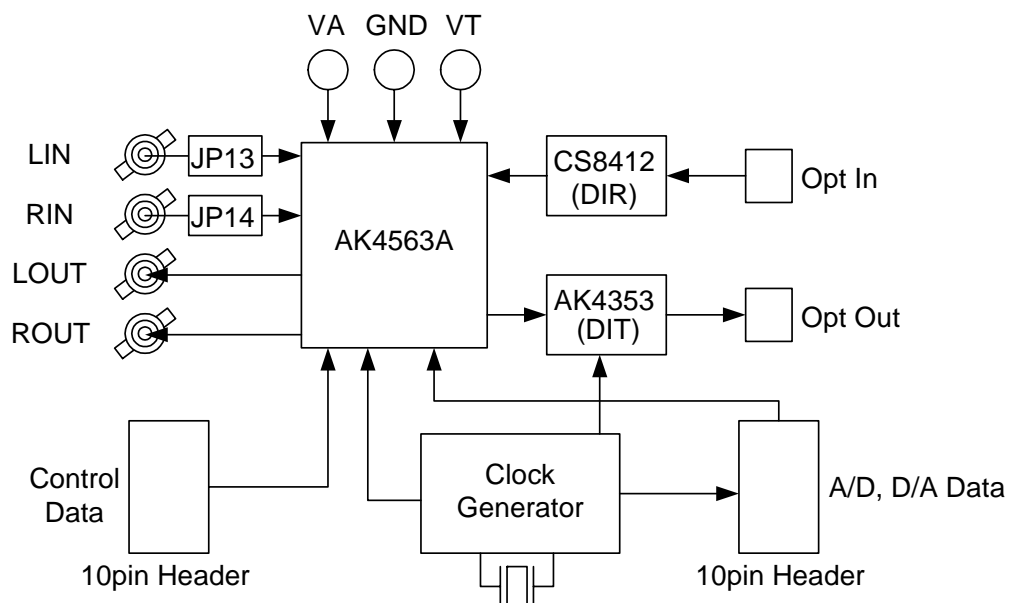 VA GND VT
LIN
JP13
CS8412
(DIR)
Opt In
RIN
JP14
AK4563A
LOUT
AK4353
(DIT)
Opt Out
ROUT
Control
Data
Clock
Generator
A/D, D/A Data
10pin Header
10pin Header